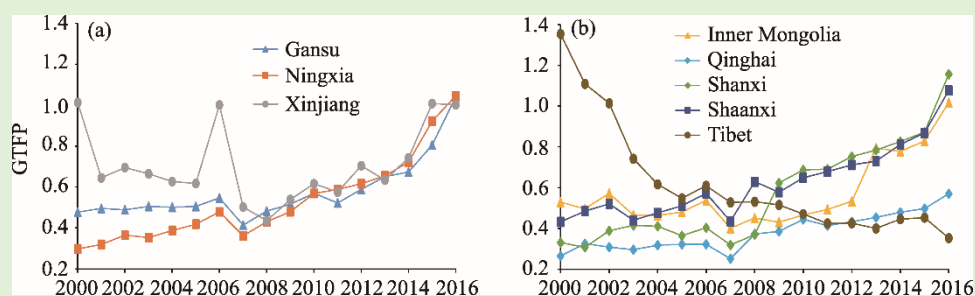 (a)
Gansu
Ningxia
Xinjiang
GTFP
1.4
1.2
1.0
0.8
0.6
0.4
0.2
2000 2002 2004 2006 2008 2010 2012 2014 2016
(b)
Inner Mongolia
Qinghai
Shanxi
Shaanxi
Tibet
1.4
1.2
1.0
0.8
0.6
0.4
0.2
2000 2002 2004 2006 2008 2010 2012 2014 2016